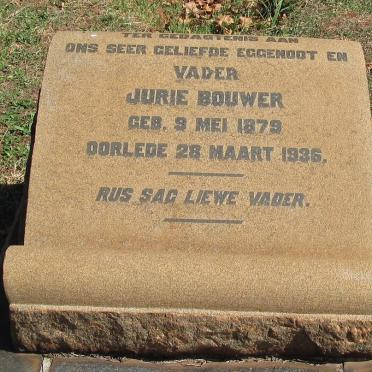 TER GEDAGTENIS AAN
ONS SEER GELIEFDE EGGENOOT EN
VADER
JURIE BOUWER
GEB. 9 MEI 1879
OORLEDE 28 MAART 1936.
RUS SAG LIEWE VADER.